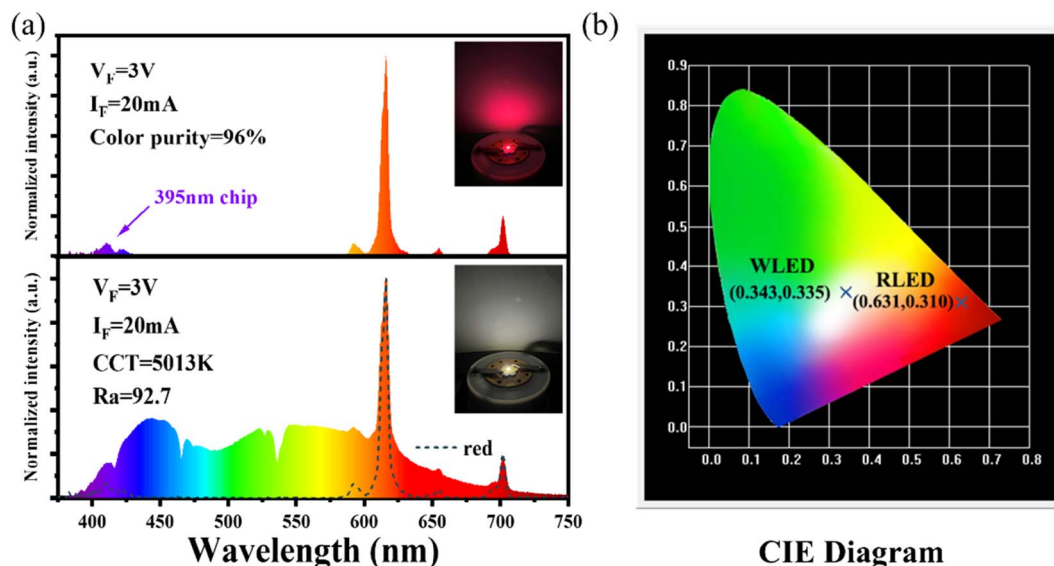 (a)
Normalized intensity (a.u.)
V_F=3V
I_F=20mA
Color purity=96%
395nm chip
Normalized intensity (a.u.)
V_F=3V
I_F=20mA
CCT=5013K
Ra=92.7
red
400 450 500 550 600 650 700 750
Wavelength (nm)
(b)
0.9
0.8
0.7
0.6
0.5
0.4
0.3
0.2
0.1
0.0
WLED
(0.343,0.335)
RLED
(0.631,0.310)
0.0 0.1 0.2 0.3 0.4 0.5 0.6 0.7 0.8
CIE Diagram